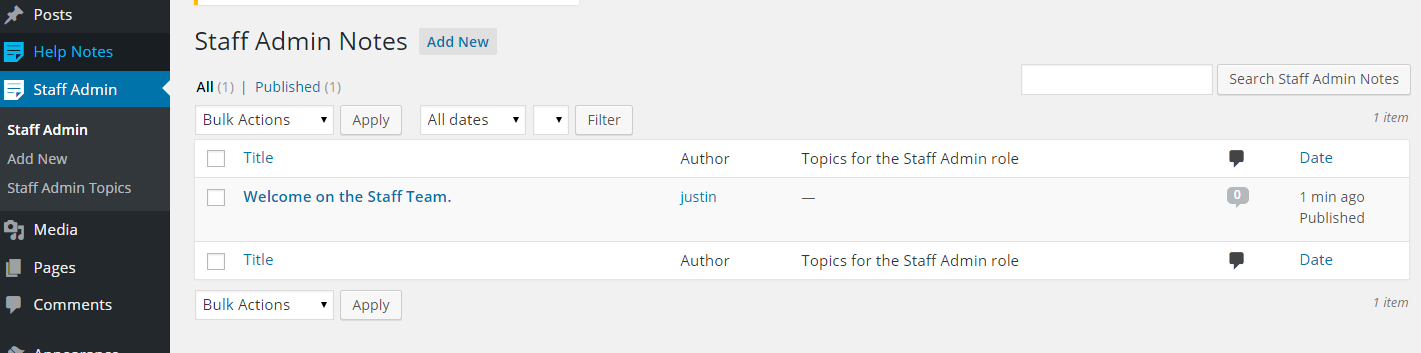 Posts
Help Notes
Staff Admin
Staff Admin
Add New
Staff Admin Topics
Media
Pages
Comments
Appearance
Staff Admin Notes Add New
All (1) | Published (1)
Search Staff Admin Notes
Bulk Actions Apply All dates Filter 1 item
Title Author Topics for the Staff Admin role Date
Welcome on the Staff Team. justin — 0 1 min ago
Published
Title Author Topics for the Staff Admin role Date
Bulk Actions Apply 1 item